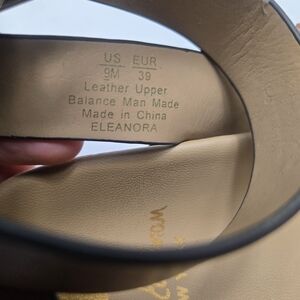 US EUR
9M 39
Leather Upper
Balance Man Made
Made in China
ELEANORA